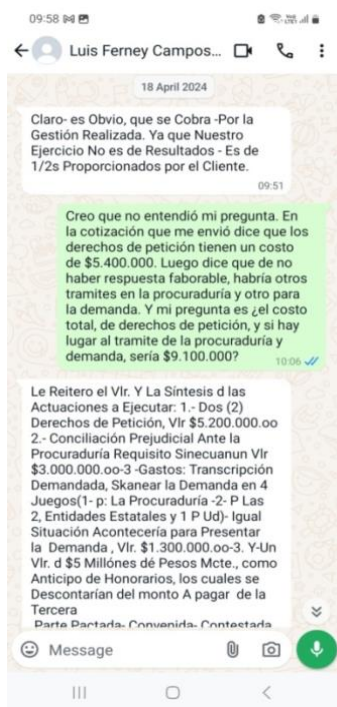 09:58
Luis Ferney Campos...
18 April 2024
Claro- es Obvio, que se Cobra -Por la
Gestión Realizada. Ya que Nuestro
Ejercicio No es de Resultados - Es de
1/2s Proporcionados por el Cliente.
09:51
Creo que no entendió mi pregunta. En
la cotización que me envió dice que los
derechos de petición tienen un costo
de $5.400.000. Luego dice que de no
haber respuesta faborable, habría otros
tramites en la procuraduría y otro para
la demanda. Y mi pregunta es ¿el costo
total, de derechos de petición, y si hay
lugar al tramite de la procuraduría y
demanda, sería $9.100.000?
10:06
Le Reitero el Vlr. Y La Síntesis d las
Actuaciones a Ejecutar: 1.- Dos (2)
Derechos de Petición, Vlr $5.200.000.oo
2.- Conciliación Prejudicial Ante la
Procuraduría Requisito Sinecuanun Vlr
$3.000.000.oo-3 -Gastos: Transcripción
Demandada, Skanear la Demanda en 4
Juegos(1- p: La Procuraduría -2- P Las
2, Entidades Estatales y 1 P Ud)- Igual
Situación Acontecería para Presentar
la Demanda , Vlr. $1.300.000.oo-3. Y-Un
Vlr. d $5 Millónes dé Pesos Mcte., como
Anticipo de Honorarios, los cuales se
Descontarían del monto A pagar de la
Tercera
Parte Pactada- Convenida- Contestada
Message